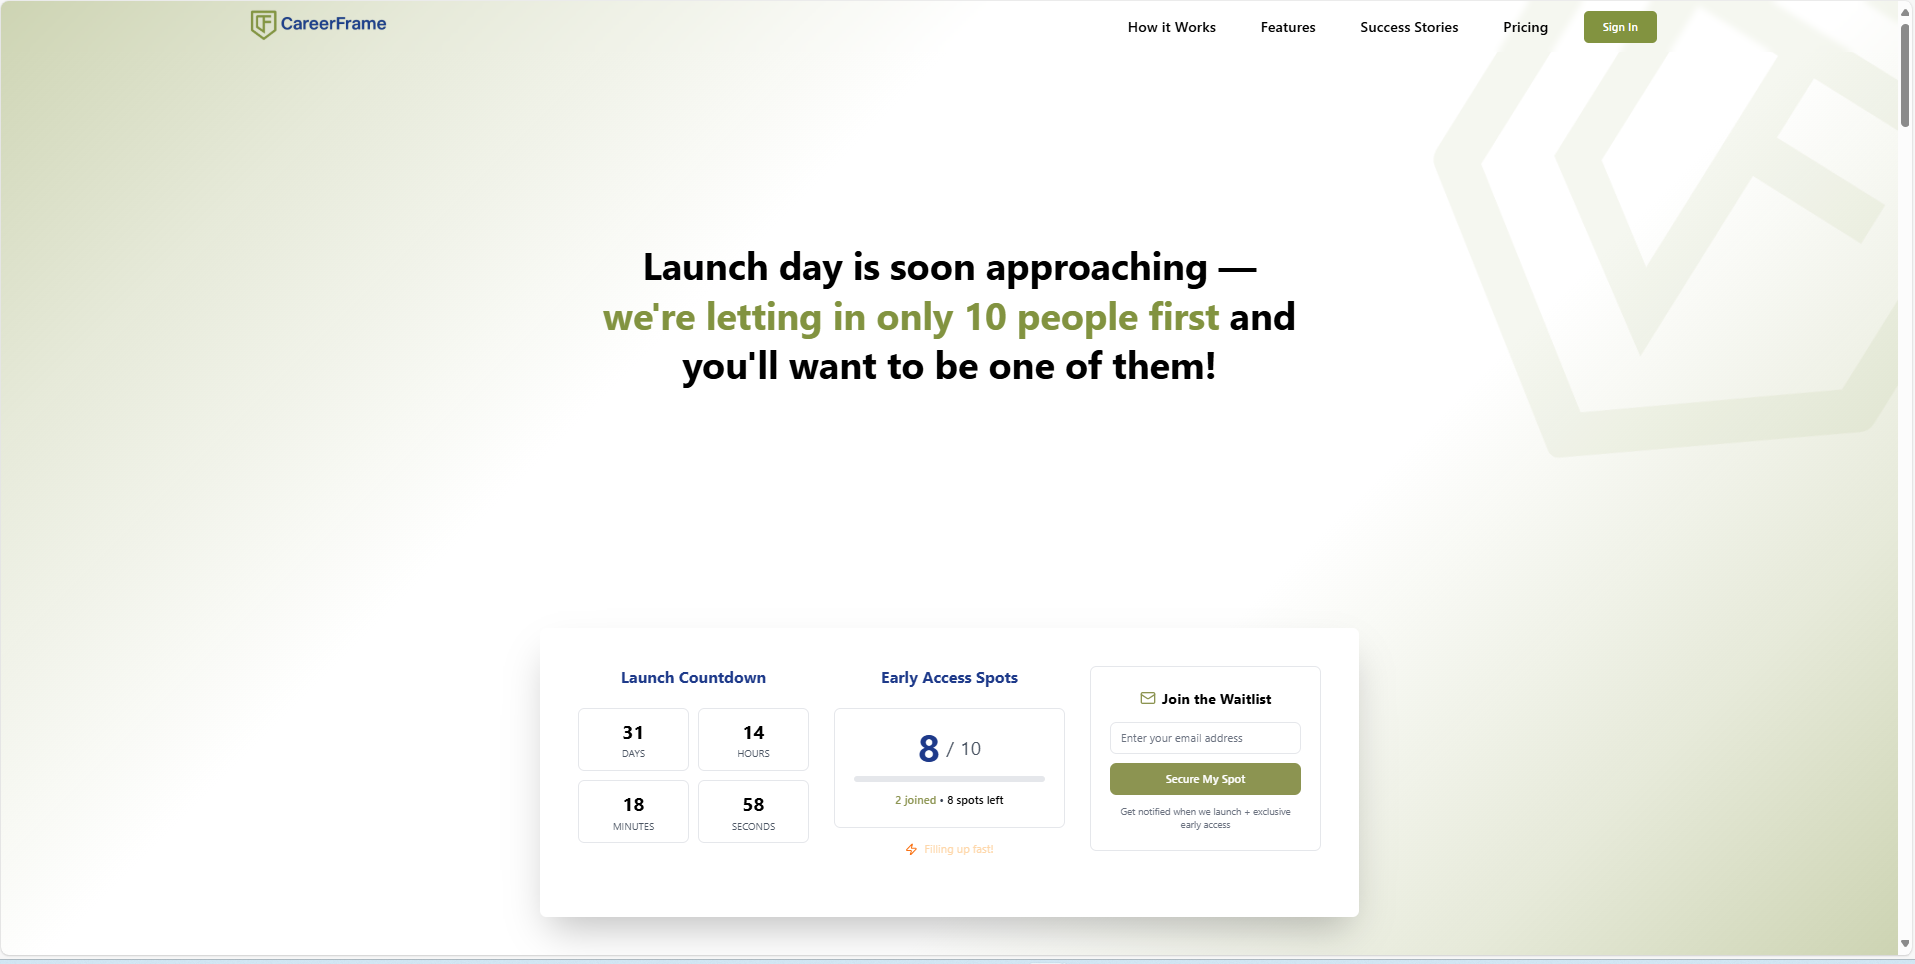 CareerFrame
How it Works
Features
Success Stories
Pricing
Sign In
Launch day is soon approaching —
we're letting in only 10 people first and
you'll want to be one of them!
Launch Countdown
31
DAYS
14
HOURS
18
MINUTES
58
SECONDS
Early Access Spots
8 / 10
2 joined • 8 spots left
Filling up fast!
Join the Waitlist
Enter your email address
Secure My Spot
Get notified when we launch + exclusive
early access